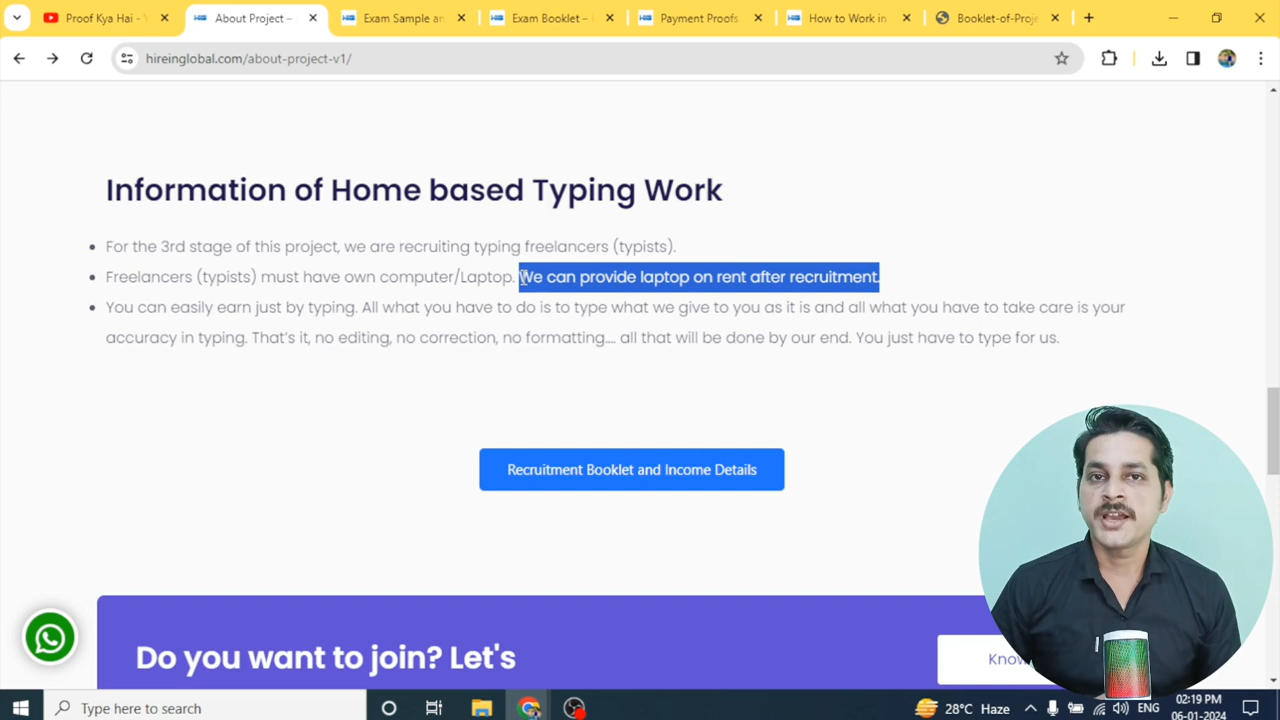 Proof Kya Hai -
About Project –
Exam Sample an
Exam Booklet –
Payment Proofs
How to Work in
Booklet-of-Proj
hireinglobal.com/about-project-v1/
Information of Home based Typing Work
For the 3rd stage of this project, we are recruiting typing freelancers (typists).
Freelancers (typists) must have own computer/Laptop. We can provide laptop on rent after recruitment.
You can easily earn just by typing. All what you have to do is to type what we give to you as it is and all what you have to take care is your
accuracy in typing. That's it, no editing, no correction, no formatting.... all that will be done by our end. You just have to type for us.
Recruitment Booklet and Income Details
Do you want to join? Let's
Know
Type here to search
28°C Haze
ENG
02:19 PM
06-01-2024